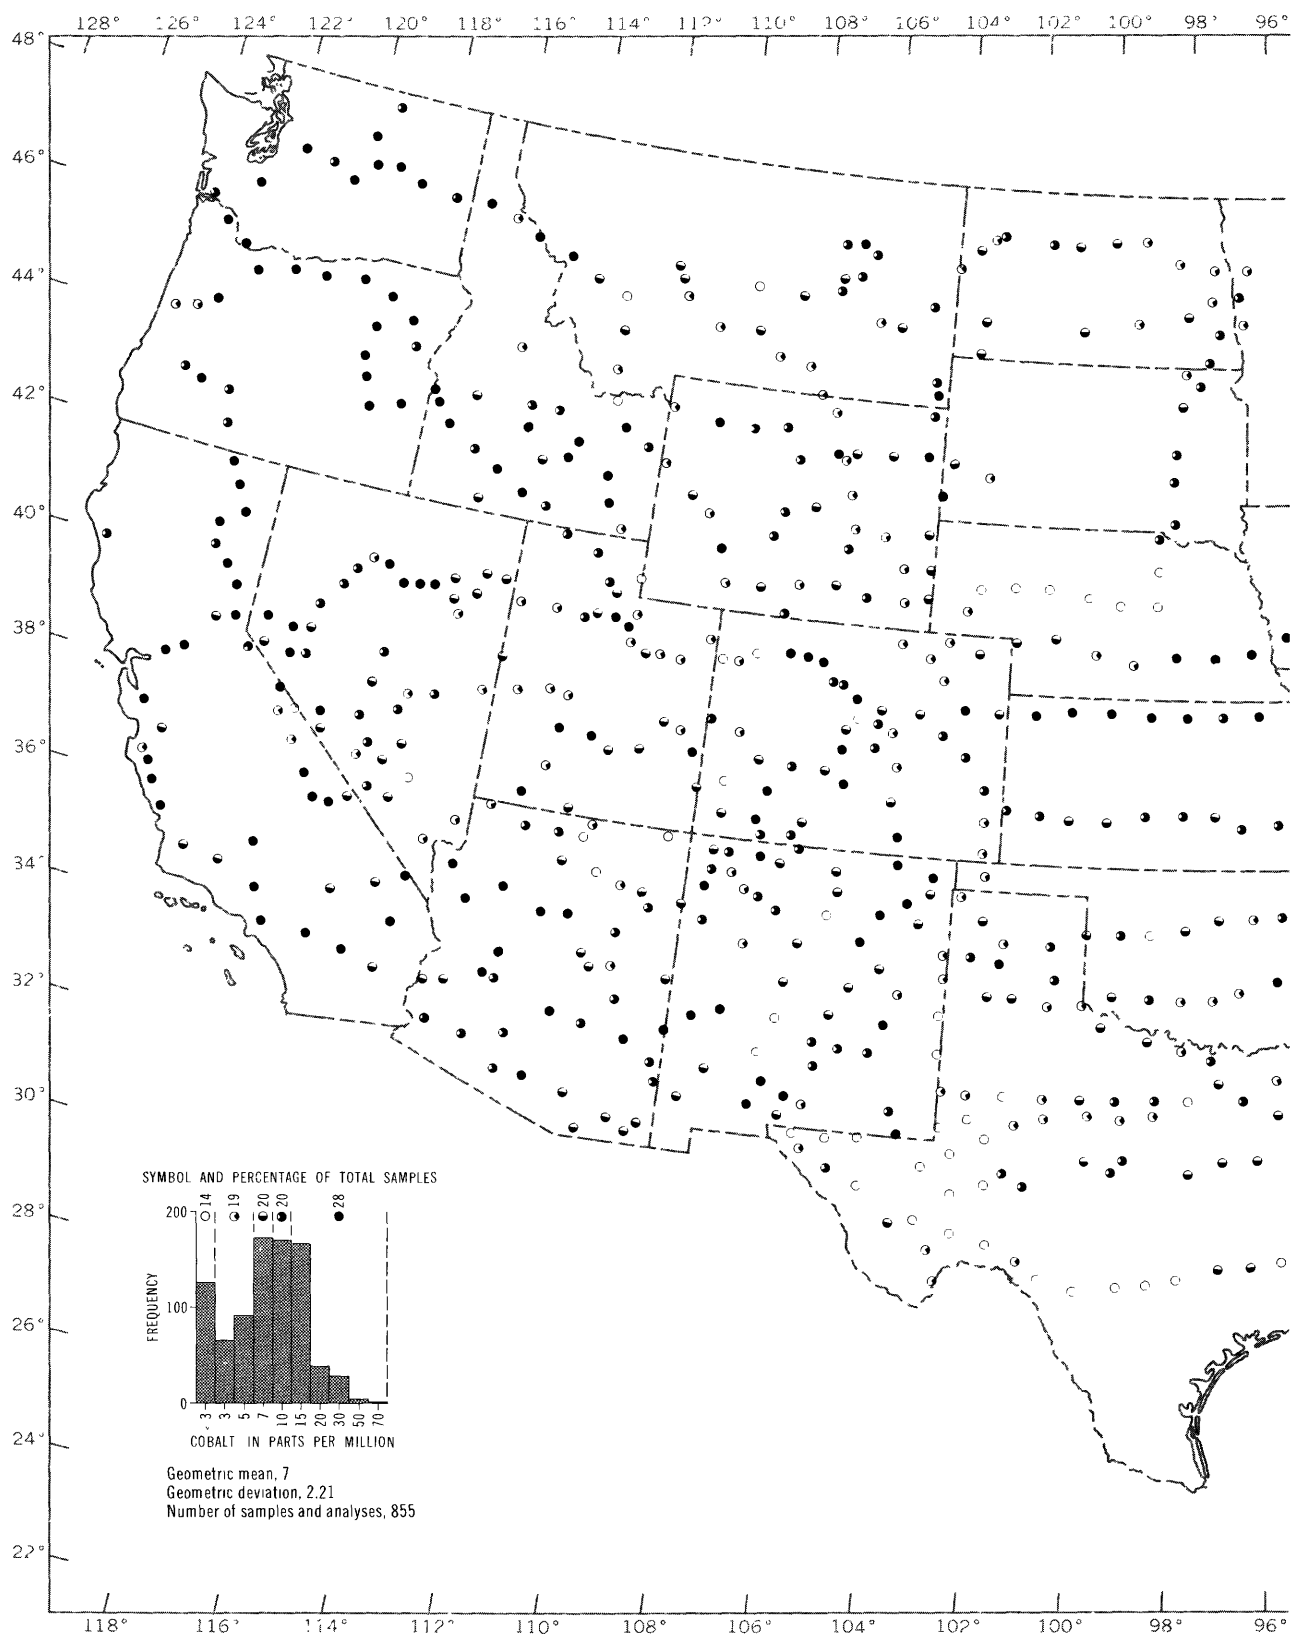 128° 126° 124° 122° 120° 118° 116° 114° 112° 110° 108° 106° 104° 102° 100° 98° 96°
48°
46°
44°
42°
40°
38°
36°
34°
32°
30°
28°
26°
24°
22°
SYMBOL AND PERCENTAGE OF TOTAL SAMPLES
14 19 20 20 28
200
100
0
FREQUENCY
3 3 5 7 10 15 20 30 50 70
COBALT IN PARTS PER MILLION
Geometric mean, 7
Geometric deviation, 2.21
Number of samples and analyses, 855
118° 116° 114° 112° 110° 108° 106° 104° 102° 100° 98° 96°